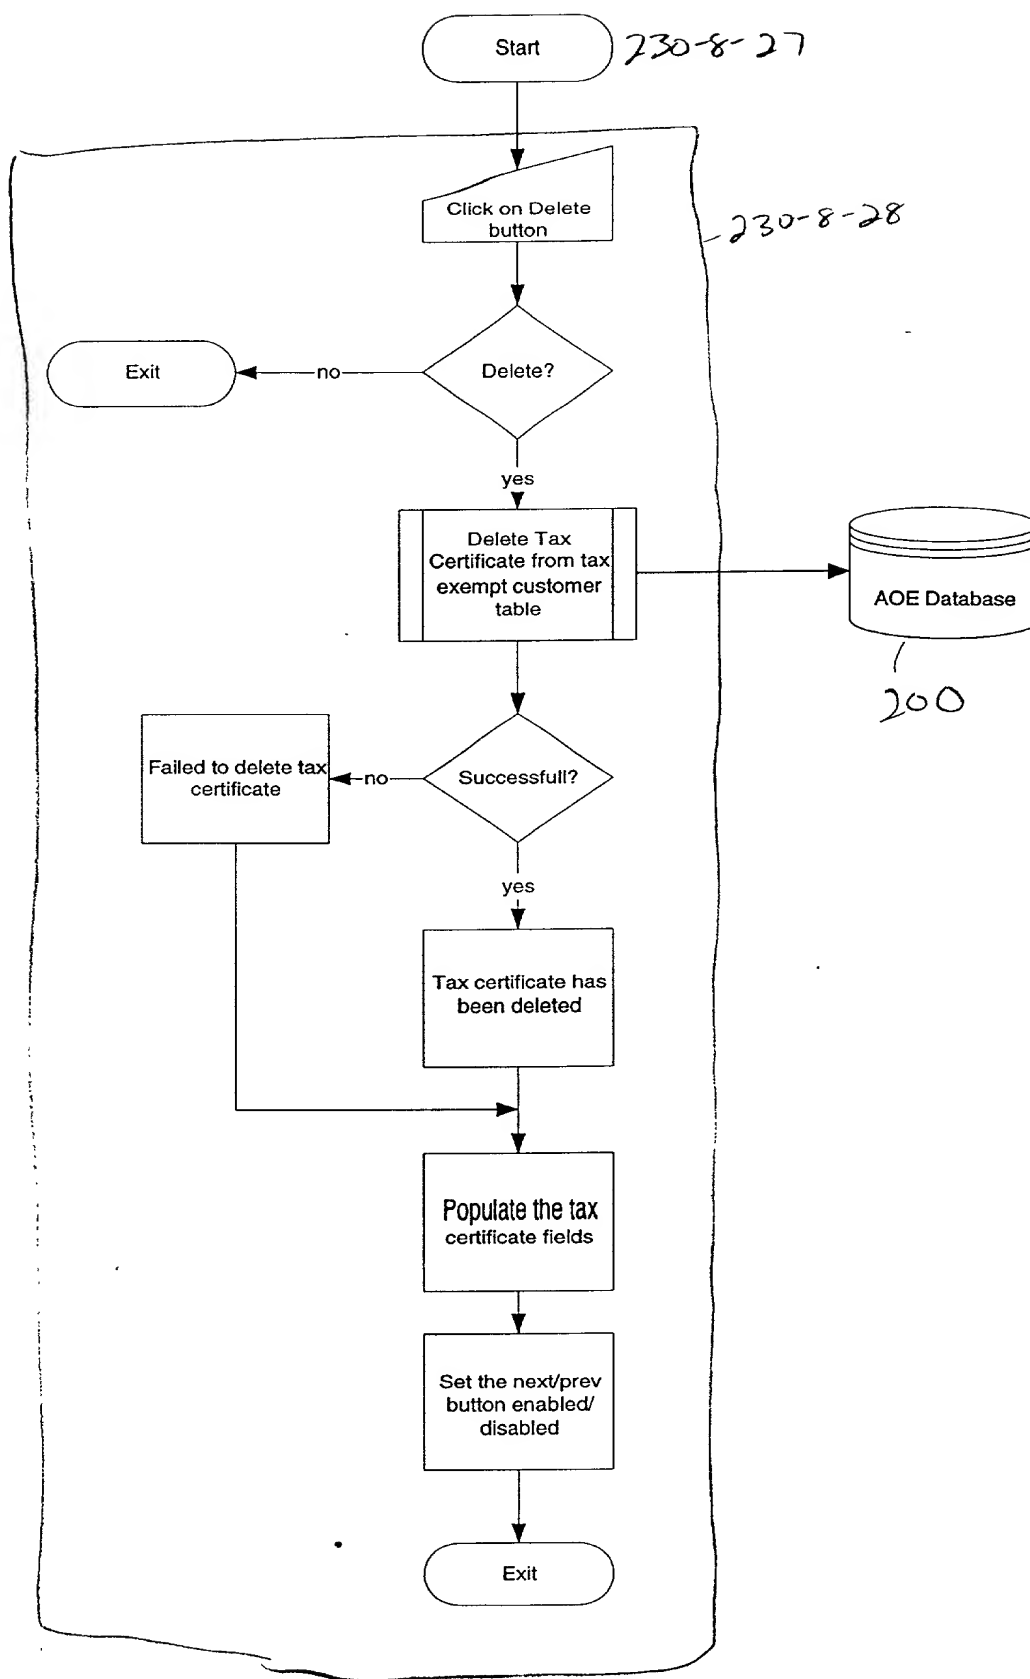 Start
230-8-27
Click on Delete
button
230-8-28
Delete?
no
Exit
yes
Delete Tax
Certificate from tax
exempt customer
table
AOE Database
200
Successfull?
no
Failed to delete tax
certificate
yes
Tax certificate has
been deleted
Populate the tax
certificate fields
Set the next/prev
button enabled/
disabled
Exit